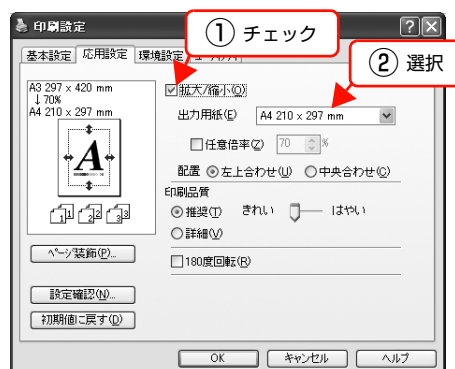 印刷設定
① チェック
基本設定 応用設定 環境設定
② 選択
A3 297 x 420 mm
↓70%
A4 210 x 297 mm
拡大/縮小(O)
出力用紙(E) A4 210 x 297 mm
任意倍率(Z) 70 %
配置 左上合わせ(U) 中央合わせ(C)
印刷品質
推奨(T) きれい はやい
詳細(V)
180度回転(R)
A
1 2 3
ページ装飾(P)...
設定確認(N)...
初期値に戻す(D)
OK キャンセル ヘルプ